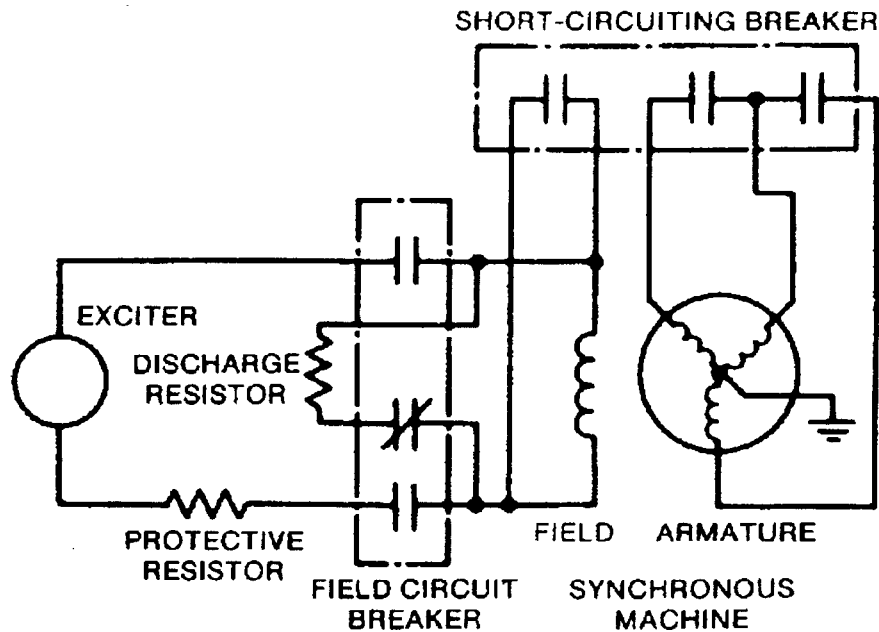 SHORT-CIRCUITING BREAKER
EXCITER
DISCHARGE
RESISTOR
PROTECTIVE
RESISTOR
FIELD CIRCUIT
BREAKER
FIELD
ARMATURE
SYNCHRONOUS
MACHINE